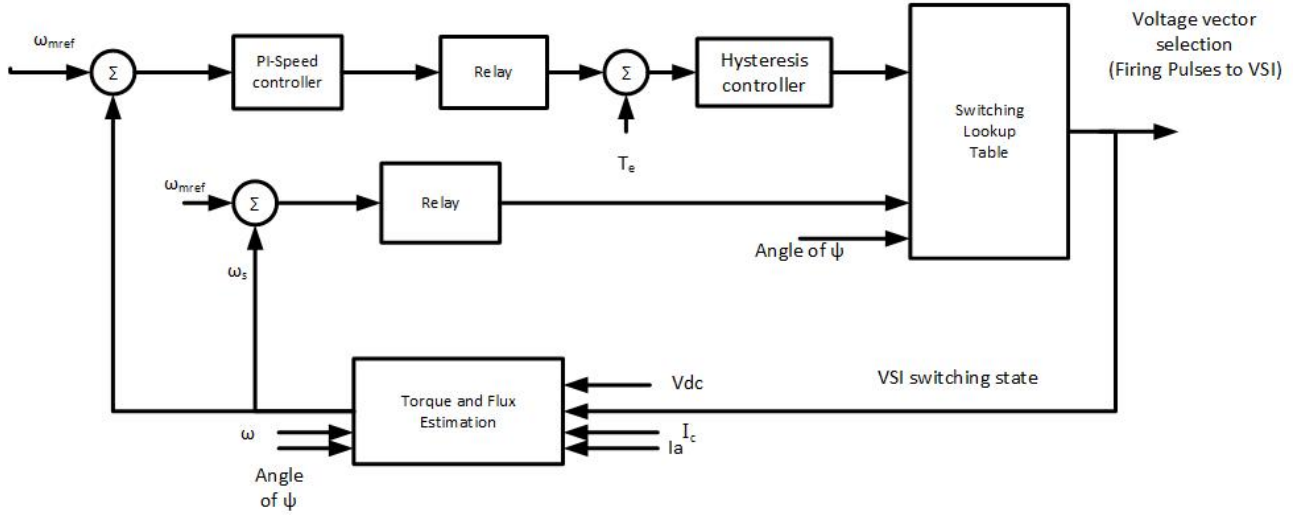 Voltage vector
selection
(Firing Pulses to VSI)
ωmref
Σ
PI-Speed
controller
Relay
Σ
Hysteresis
controller
Switching
Lookup
Table
Te
ωmref
Σ
Relay
Angle of ψ
ωs
Torque and Flux
Estimation
Vdc
VSI switching state
ω
Ic
Ia
Angle
of ψ